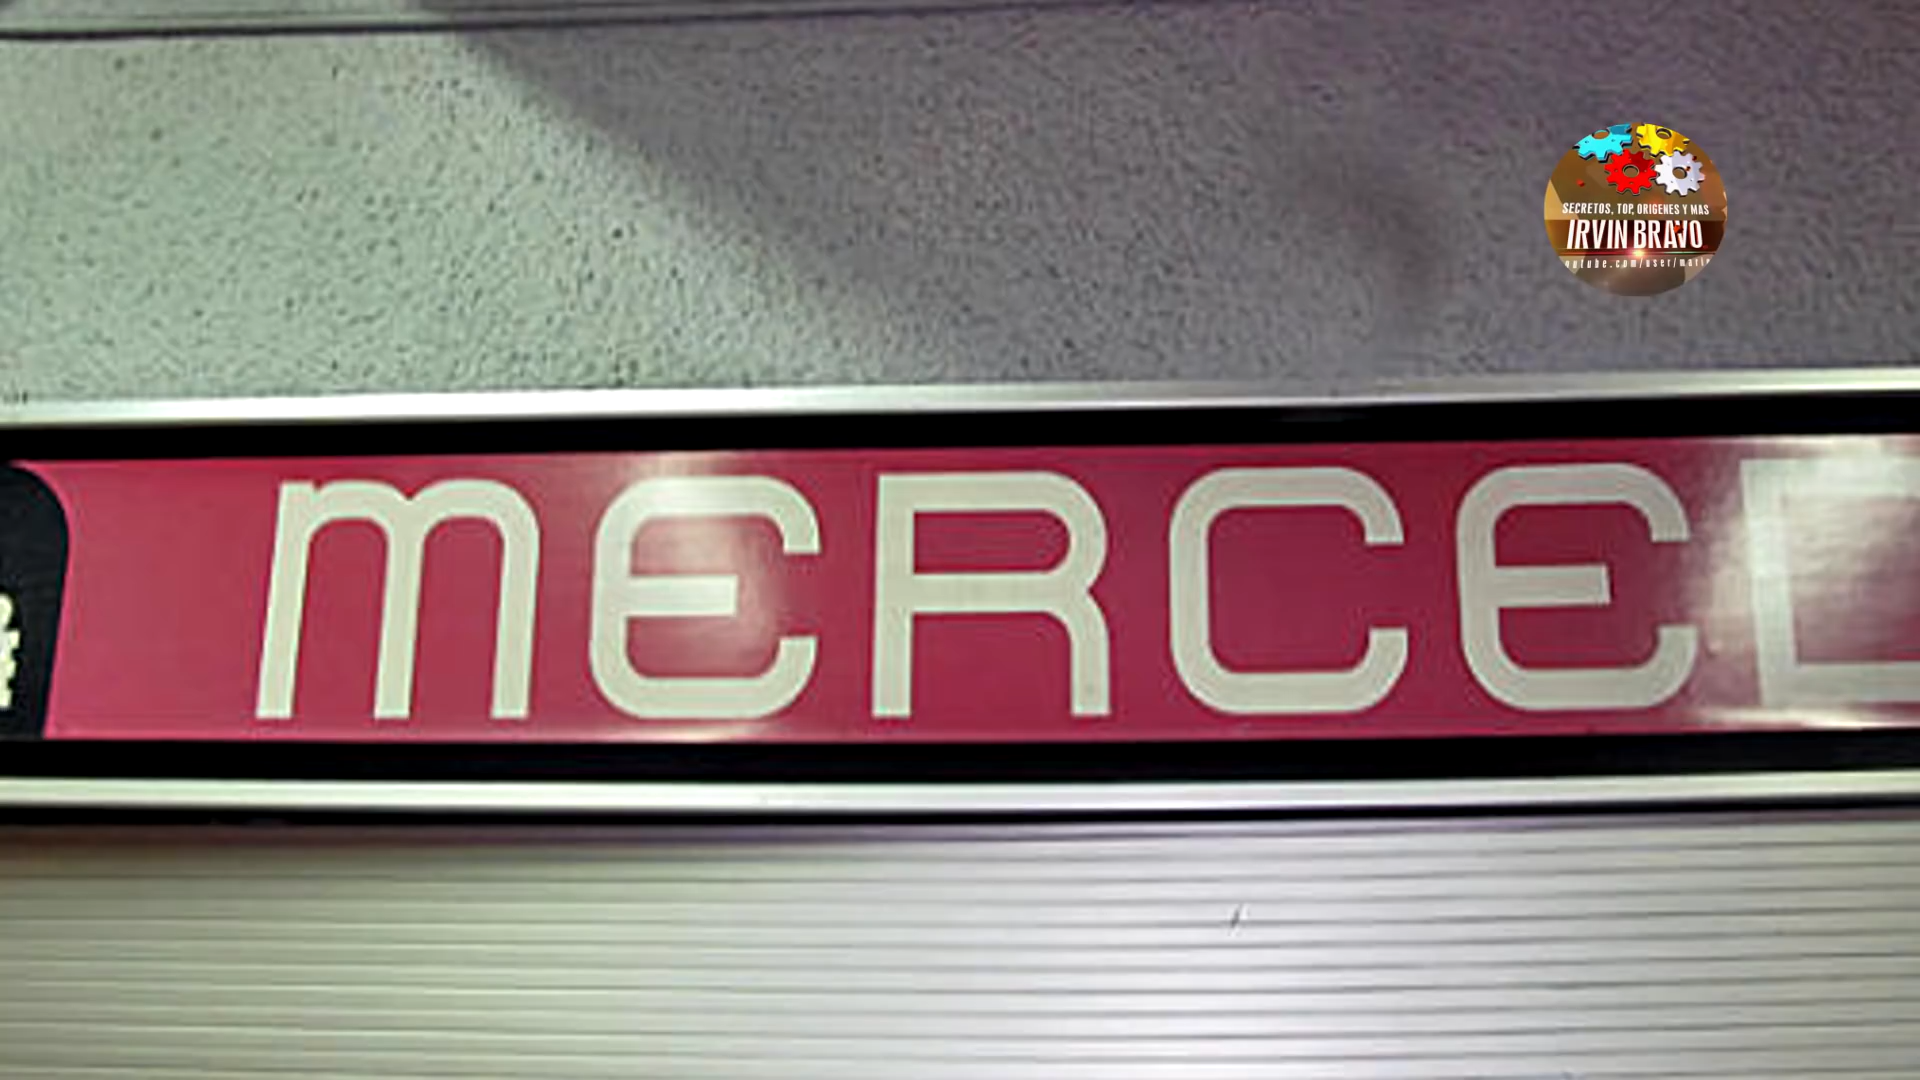 SECRETOS, TOP, ORIGENES Y MAS
IRVIN BRAVO
mERCE